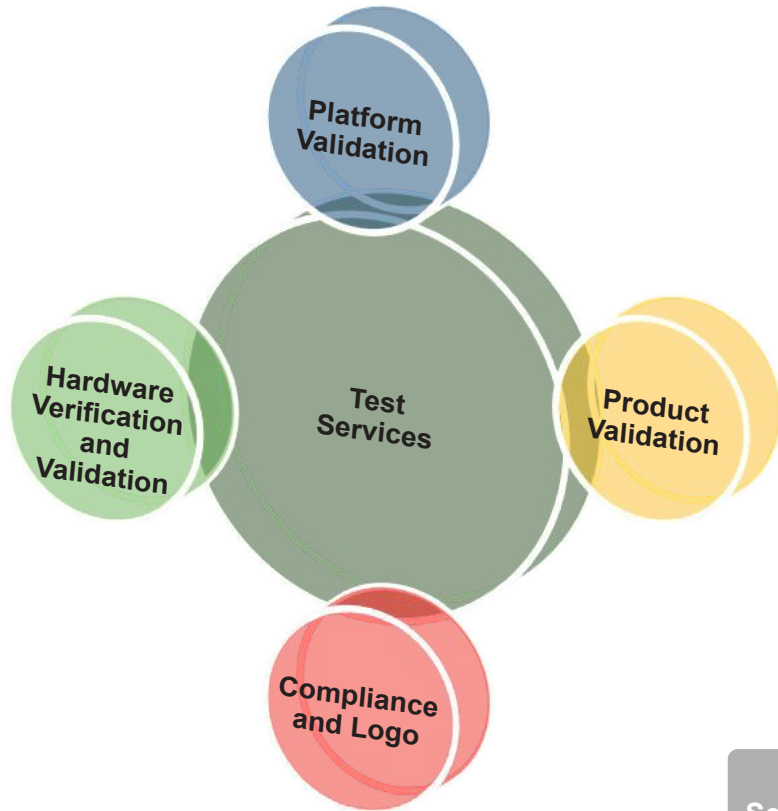 Platform
Validation
Hardware
Verification
and
Validation
Test
Services
Product
Validation
Compliance
and Logo